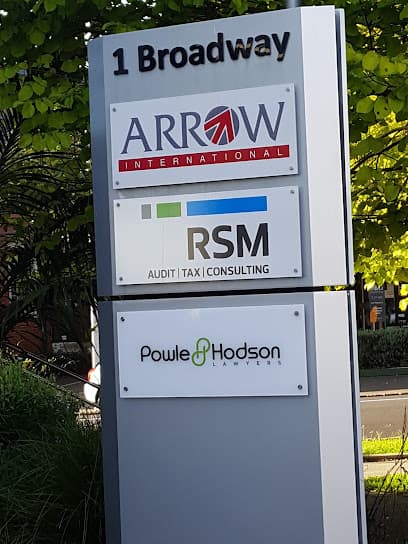 1 Broadway
ARROW
INTERNATIONAL
RSM
AUDIT | TAX | CONSULTING
Powle & Hodson
LAWYERS